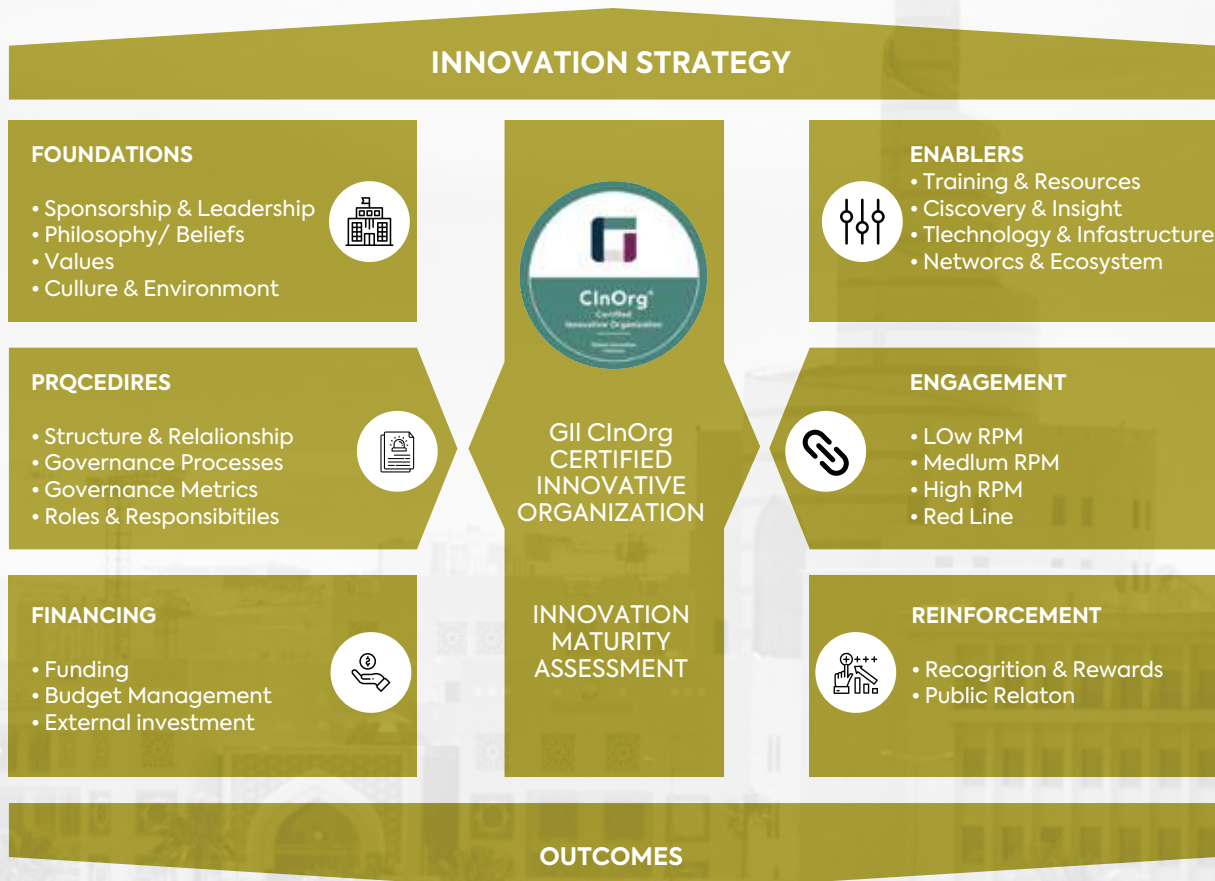 INNOVATION STRATEGY
FOUNDATIONS
• Sponsorship & Leadership
• Philosophy/ Beliefs
• Values
• Cullure & Environmont
PRQCEDIRES
• Structure & Relalionship
• Governance Processes
• Governance Metrics
• Roles & Responsibitiles
FINANCING
• Funding
• Budget Management
• External investment
CInOrg
Certified
Innovative Organization
GII CInOrg
CERTIFIED
INNOVATIVE
ORGANIZATION
INNOVATION
MATURITY
ASSESSMENT
ENABLERS
• Training & Resources
• Ciscovery & Insight
• Tlechnology & Infastructure
• Networcs & Ecosystem
ENGAGEMENT
• LOw RPM
• Medlum RPM
• High RPM
• Red Line
REINFORCEMENT
• Recogrition & Rewards
• Public Relaton
OUTCOMES